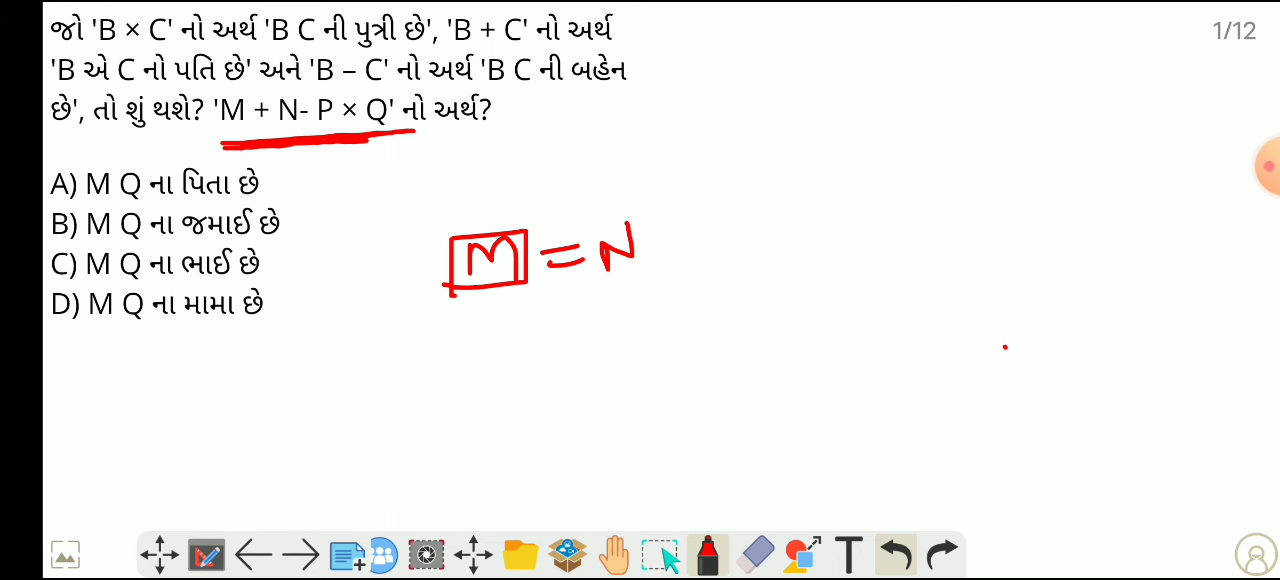 જો 'B × C' નો અર્થ 'B C ની પુત્રી છે', 'B + C' નો અર્થ
1/12
'B એ C નો પતિ છે' અને 'B – C' નો અર્થ 'B C ની બહેન
છે', તો શું થશે? 'M + N- P × Q' નો અર્થ?
A) M Q ના પિતા છે
B) M Q ના જમાઈ છે
C) M Q ના ભાઈ છે
D) M Q ના મામા છે
M = N